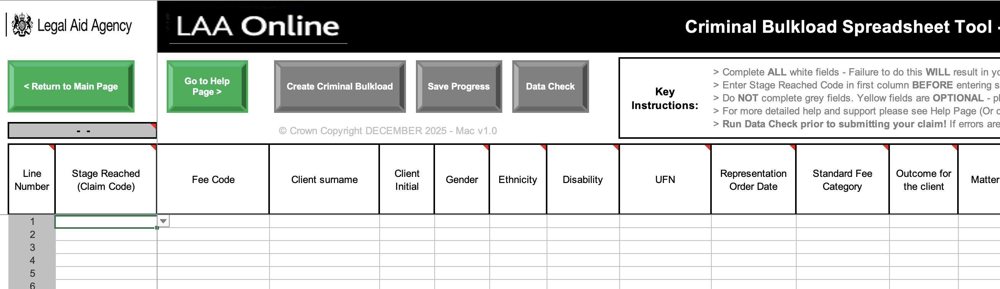 Legal Aid Agency
LAA Online
Criminal Bulkload Spreadsheet Tool -
< Return to Main Page
Go to Help
Page >
Create Criminal Bulkload
Save Progress
Data Check
Key
Instructions:
> Complete ALL white fields - Failure to do this WILL result in
> Enter Stage Reached Code in first column BEFORE entering
> Do NOT complete grey fields. Yellow fields are OPTIONAL -
> For more detailed help and support please see Help Page (Or
> Run Data Check prior to submitting your claim! If errors are
- -
© Crown Copyright DECEMBER 2025 - Mac v1.0
Line
Number
Stage Reached
(Claim Code)
Fee Code
Client surname
Client
Initial
Gender
Ethnicity
Disability
UFN
Representation
Order Date
Standard Fee
Category
Outcome for
the client
Matter
1
2
3
4
5
6